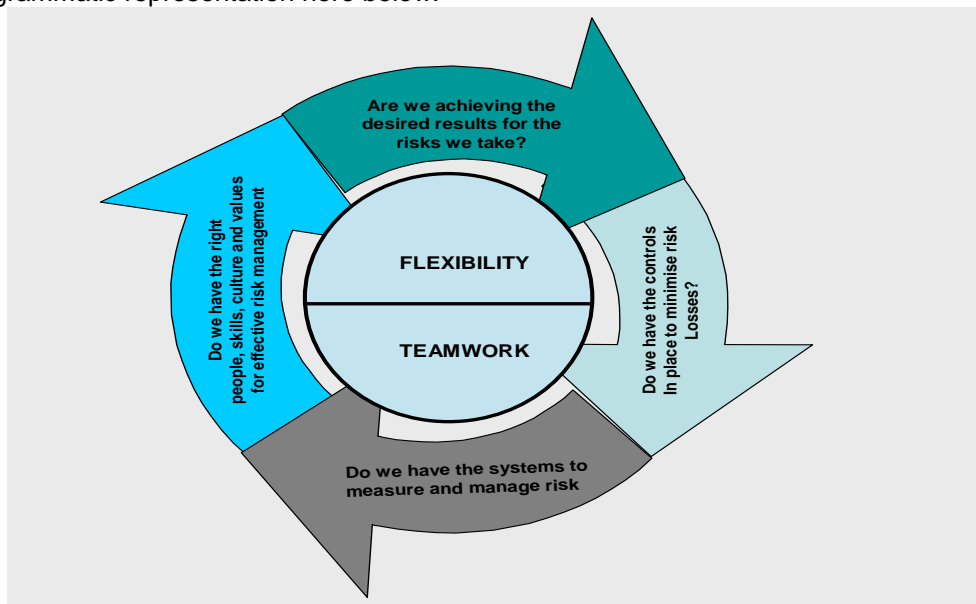 grammatic representation here below.
Are we achieving the
desired results for the
risks we take?
Do we have the controls
In place to minimise risk
Losses?
Do we have the systems to
measure and manage risk
Do we have the right
people, skills, culture and values
for effective risk management
FLEXIBILITY
TEAMWORK